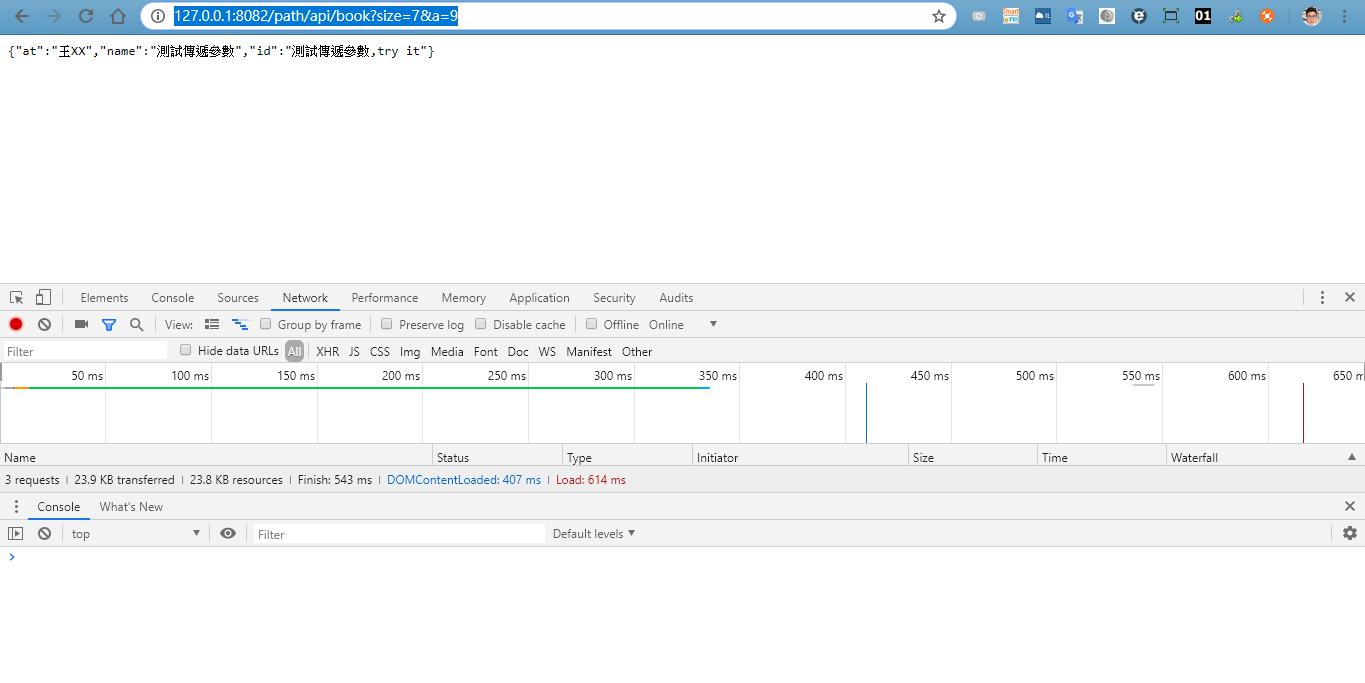 127.0.0.1:8082/path/api/book?size=7&a=9
01
{"at":"王XX","name":"測試傳遞參數","id":"測試傳遞參數,try it"}
Elements Console Sources Network Performance Memory Application Security Audits
View: Group by frame Preserve log Disable cache Offline Online
Filter Hide data URLs All XHR JS CSS Img Media Font Doc WS Manifest Other
50 ms 100 ms 150 ms 200 ms 250 ms 300 ms 350 ms 400 ms 450 ms 500 ms 550 ms 600 ms 650 m
Name Status Type Initiator Size Time Waterfall
3 requests | 23.9 KB transferred | 23.8 KB resources | Finish: 543 ms | DOMContentLoaded: 407 ms | Load: 614 ms
Console What's New
top Filter Default levels